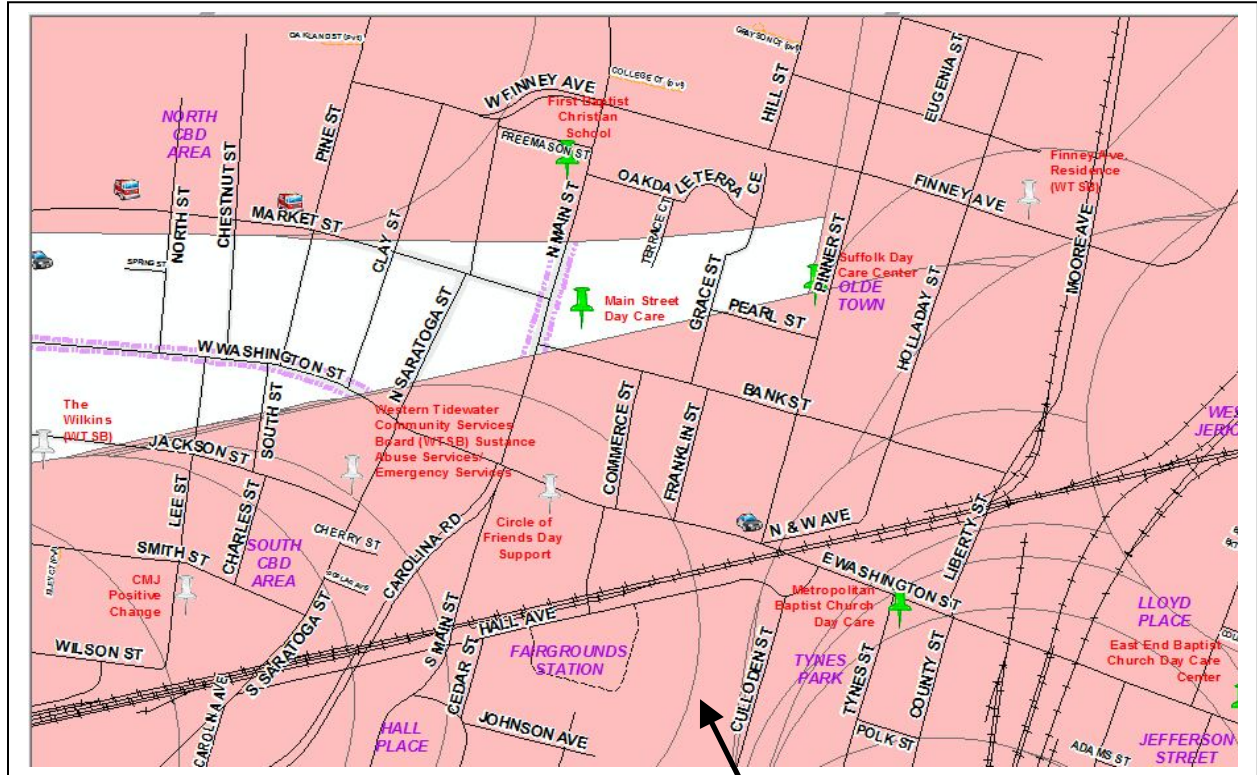 OAKLAND ST (pvt)
GRAYSON CT (pvt)
EUGENIA ST
COLLEGE CT (pvt)
HILL ST
W FINNEY AVE
First Baptist
Christian
School
NORTH
CBD
AREA
PINE ST
FREEMASON ST
CHESTNUT ST
NORTH ST
OAKDALE TERRACE
FINNEY AVE
Finney Ave.
Residence
(WTSB)
MARKET ST
CLAY ST
N MAIN ST
TERRACE CT
PINNER ST
MOORE AVE
SPRING ST
Suffolk Day
Care Center
OLDE
TOWN
GRACE ST
Main Street
Day Care
PEARL ST
HOLLADAY ST
N SARATOGA ST
W WASHINGTON ST
BANK ST
The
Wilkins
(WTSB)
SOUTH ST
Western Tidewater
Community Services
Board (WTSB) Sustance
Abuse Services/
Emergency Services
COMMERCE ST
FRANKLIN ST
JACKSON ST
LEE ST
CHARLES ST
Circle of
Friends Day
Support
N & W AVE
LIBERTY ST
CHERRY ST
SMITH ST
SOUTH
CBD
AREA
CAROLINA RD
E WASHINGTON ST
CMJ
Positive
Change
Metropolitan
Baptist Church
Day Care
LLOYD
PLACE
S MAIN ST
HALL AVE
S. SARATOGA ST
WILSON ST
CEDAR ST
FAIRGROUNDS
STATION
CULLODEN ST
TYNES
PARK
TYNES ST
COUNTY ST
East End Baptist
Church Day Care
Center
HALL
PLACE
JOHNSON AVE
POLK ST
ADAMS ST
JEFFERSON
STREET